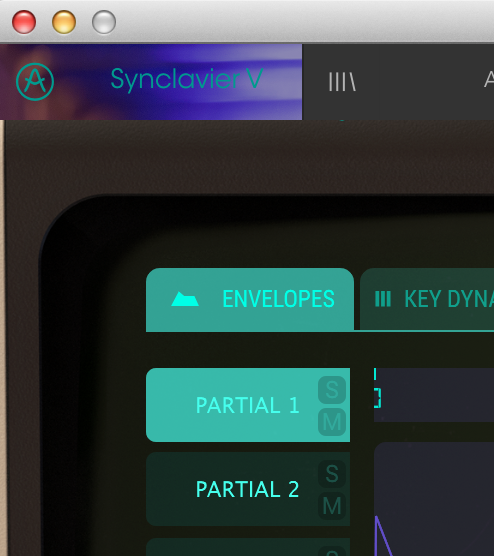 Synclavier V
A
ENVELOPES
KEY DYNA
PARTIAL 1
S
M
PARTIAL 2
S
M
S